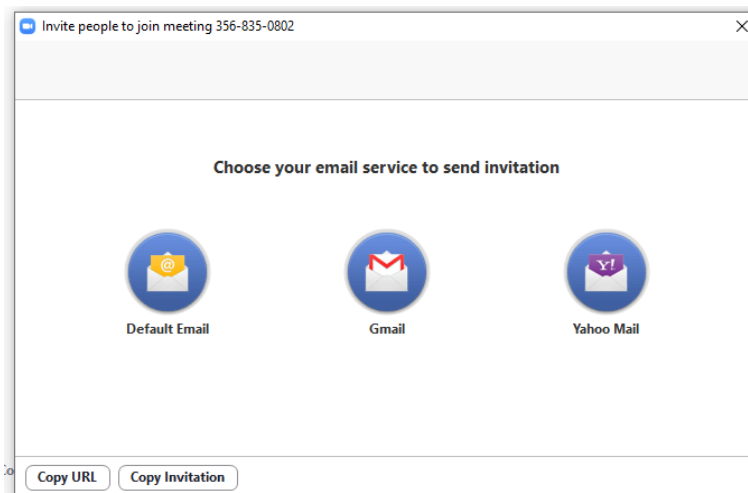 Invite people to join meeting 356-835-0802
Choose your email service to send invitation
@
Y!
Default Email
Gmail
Yahoo Mail
Copy URL
Copy Invitation